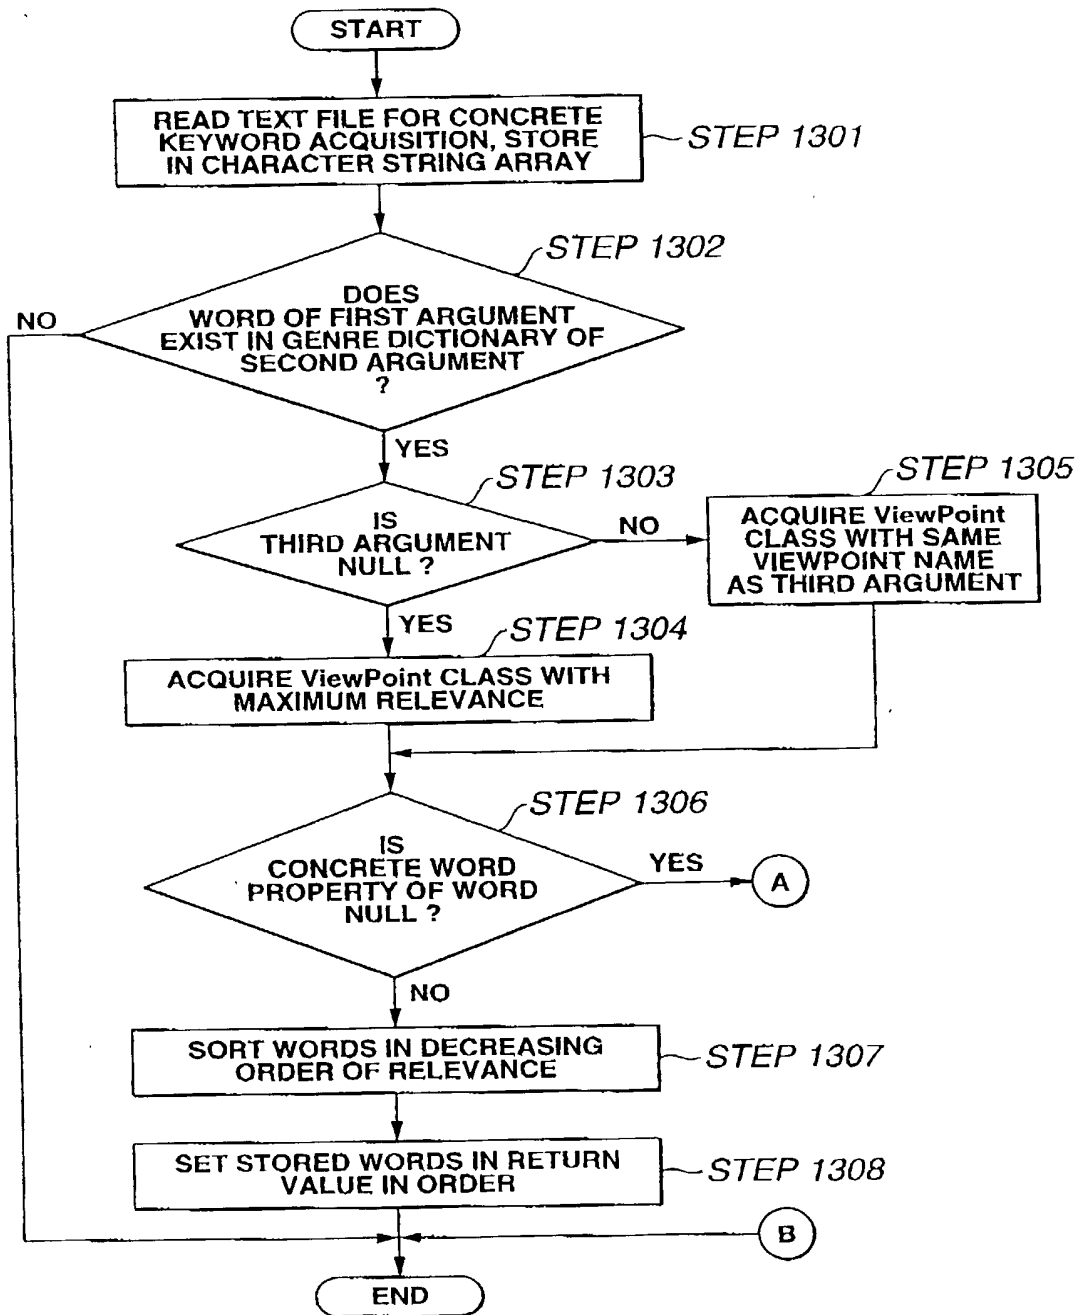 START
READ TEXT FILE FOR CONCRETE
KEYWORD ACQUISITION, STORE
IN CHARACTER STRING ARRAY
STEP 1301
STEP 1302
DOES
WORD OF FIRST ARGUMENT
EXIST IN GENRE DICTIONARY OF
SECOND ARGUMENT
?
NO
YES
STEP 1303
IS
THIRD ARGUMENT
NULL ?
NO
STEP 1305
ACQUIRE ViewPoint
CLASS WITH SAME
VIEWPOINT NAME
AS THIRD ARGUMENT
YES
STEP 1304
ACQUIRE ViewPoint CLASS WITH
MAXIMUM RELEVANCE
STEP 1306
IS
CONCRETE WORD
PROPERTY OF WORD
NULL ?
YES
A
NO
SORT WORDS IN DECREASING
ORDER OF RELEVANCE
STEP 1307
SET STORED WORDS IN RETURN
VALUE IN ORDER
STEP 1308
B
END